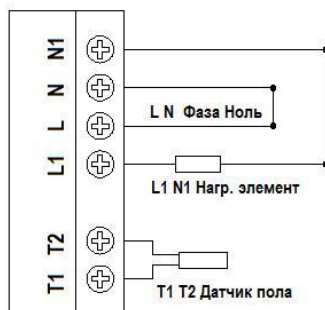 N1
N
L
L N Фаза Ноль
L1
L1 N1 Нагр. элемент
T2
T1
T1 T2 Датчик пола